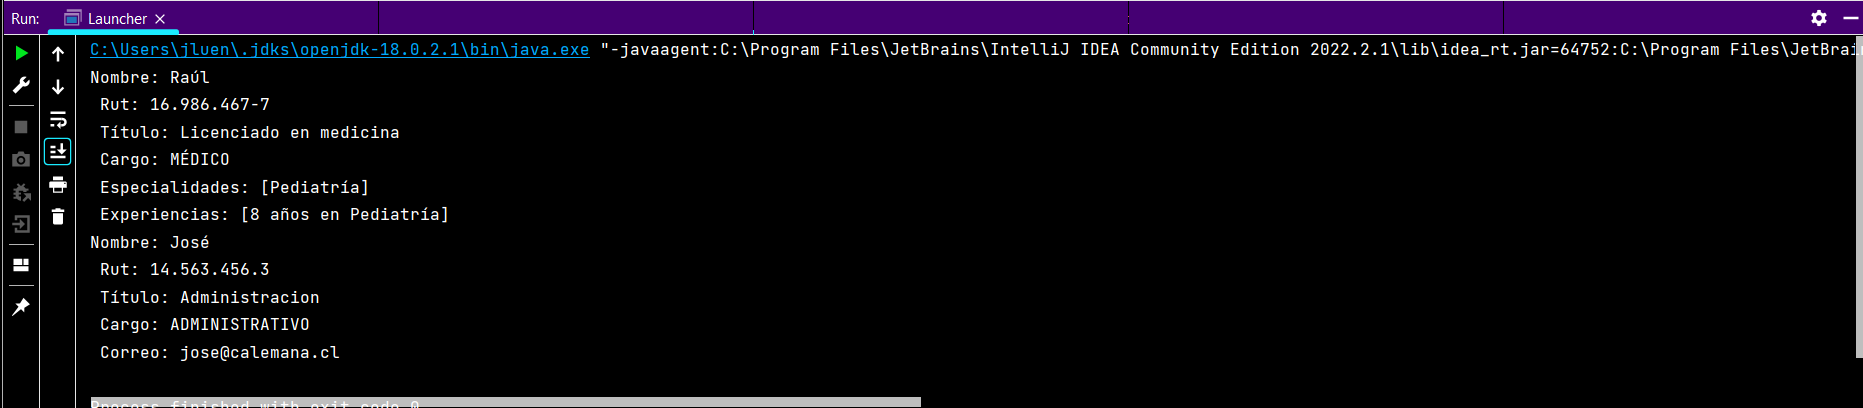 Run: Launcher
C:\Users\jluen\.jdks\openjdk-18.0.2.1\bin\java.exe "-javaagent:C:\Program Files\JetBrains\IntelliJ IDEA Community Edition 2022.2.1\lib\idea_rt.jar=64752:C:\Program Files\JetBrai
Nombre: Raúl
Rut: 16.986.467-7
Título: Licenciado en medicina
Cargo: MÉDICO
Especialidades: [Pediatría]
Experiencias: [8 años en Pediatría]
Nombre: José
Rut: 14.563.456.3
Título: Administracion
Cargo: ADMINISTRATIVO
Correo: jose@calemana.cl
Process finished with exit code 0